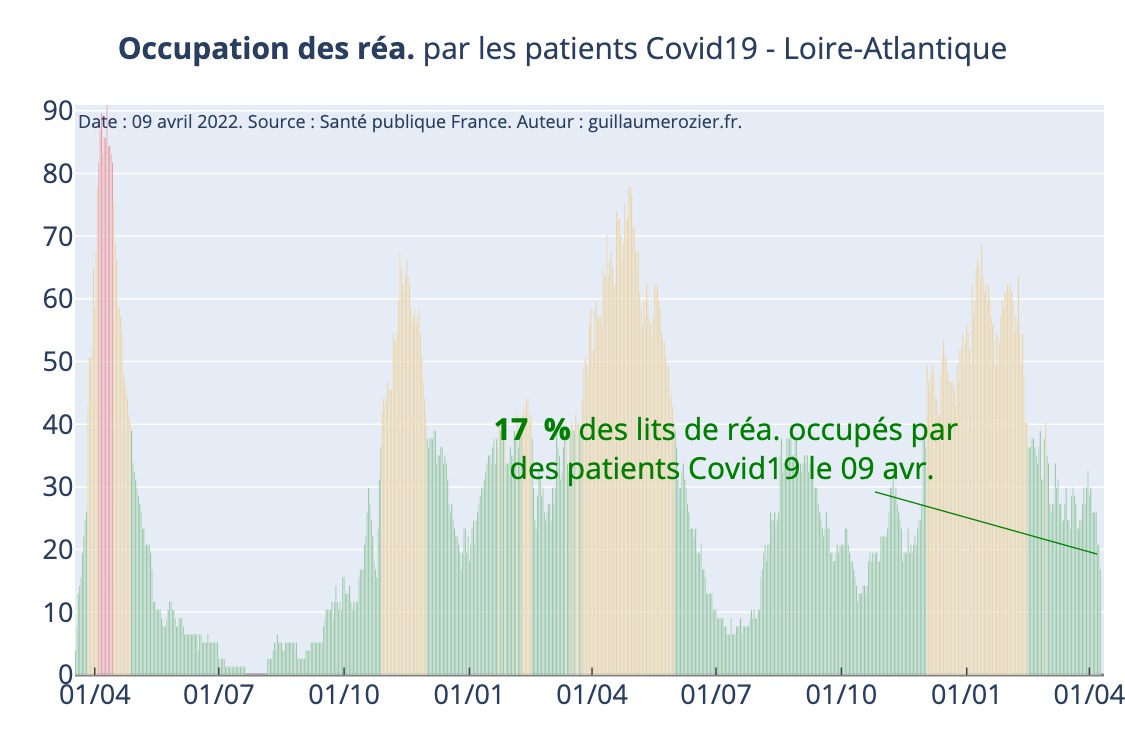 Occupation des réa. par les patients Covid19 - Loire-Atlantique
Date : 09 avril 2022. Source : Santé publique France. Auteur : guillaumerozier.fr.
90
80
70
60
50
40
30
20
10
0
17 % des lits de réa. occupés par
des patients Covid19 le 09 avr.
01/04 01/07 01/10 01/01 01/04 01/07 01/10 01/01 01/04